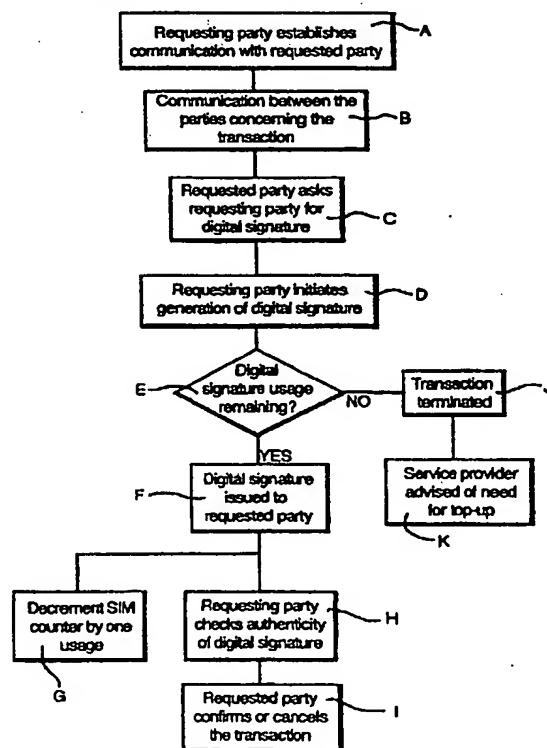 Requesting party establishes
communication with requested party
A
Communication between the
parties concerning the
transaction
B
Requested party asks
requesting party for
digital signature
C
Requesting party initiates
generation of digital signature
D
E
Digital
signature usage
remaining?
NO
Transaction
terminated
J
YES
Service provider
advised of need
for top-up
K
F
Digital signature
issued to
requested party
Decrement SIM
counter by one
usage
G
Requesting party
checks authenticity
of digital signature
H
Requested party
confirms or cancels
the transaction
I